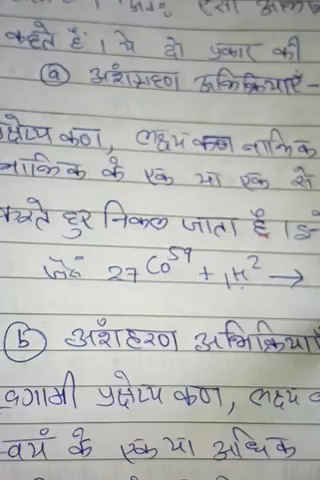 कहते हैं। ये दो प्रकार की
(a) अंशग्रहण अभिक्रियाएँ-
प्रक्षेप्य कण, लक्ष्य नाभिक
नाभिक के एक या एक से
करते हुए निकल जाता है। इ
जैसे 27Co⁵⁹ + 1H² →
(b) अंशहरण अभिक्रियाएँ
द्रुगामी प्रक्षेप्य कण, लक्ष्य
स्वयं के एक या अधिक